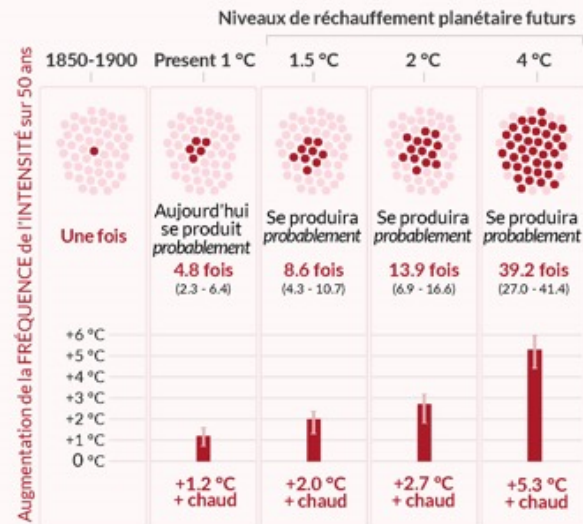 Niveaux de réchauffement planétaire futurs
1850-1900 Present 1 °C 1.5 °C 2 °C 4 °C
Augmentation de la FRÉQUENCE de l'INTENSITÉ sur 50 ans
Une fois
Aujourd'hui
se produit
probablement
4.8 fois
(2.3 - 6.4)
Se produira
probablement
8.6 fois
(4.3 - 10.7)
Se produira
probablement
13.9 fois
(6.9 - 16.6)
Se produira
probablement
39.2 fois
(27.0 - 41.4)
+6 °C
+5 °C
+4 °C
+3 °C
+2 °C
+1 °C
0 °C
+1.2 °C
+ chaud
+2.0 °C
+ chaud
+2.7 °C
+ chaud
+5.3 °C
+ chaud